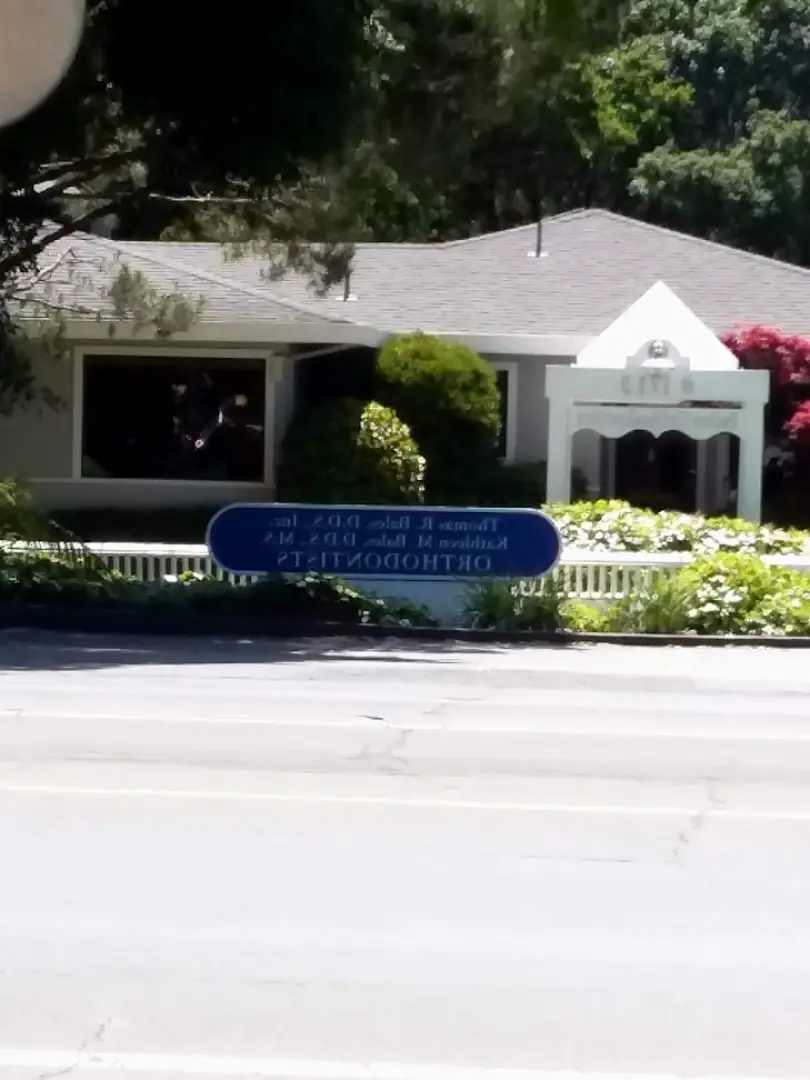 Thomas R. Bales, D.D.S., Inc.
Kathleen M. Bales, D.D.S., M.S.
ORTHODONTISTS